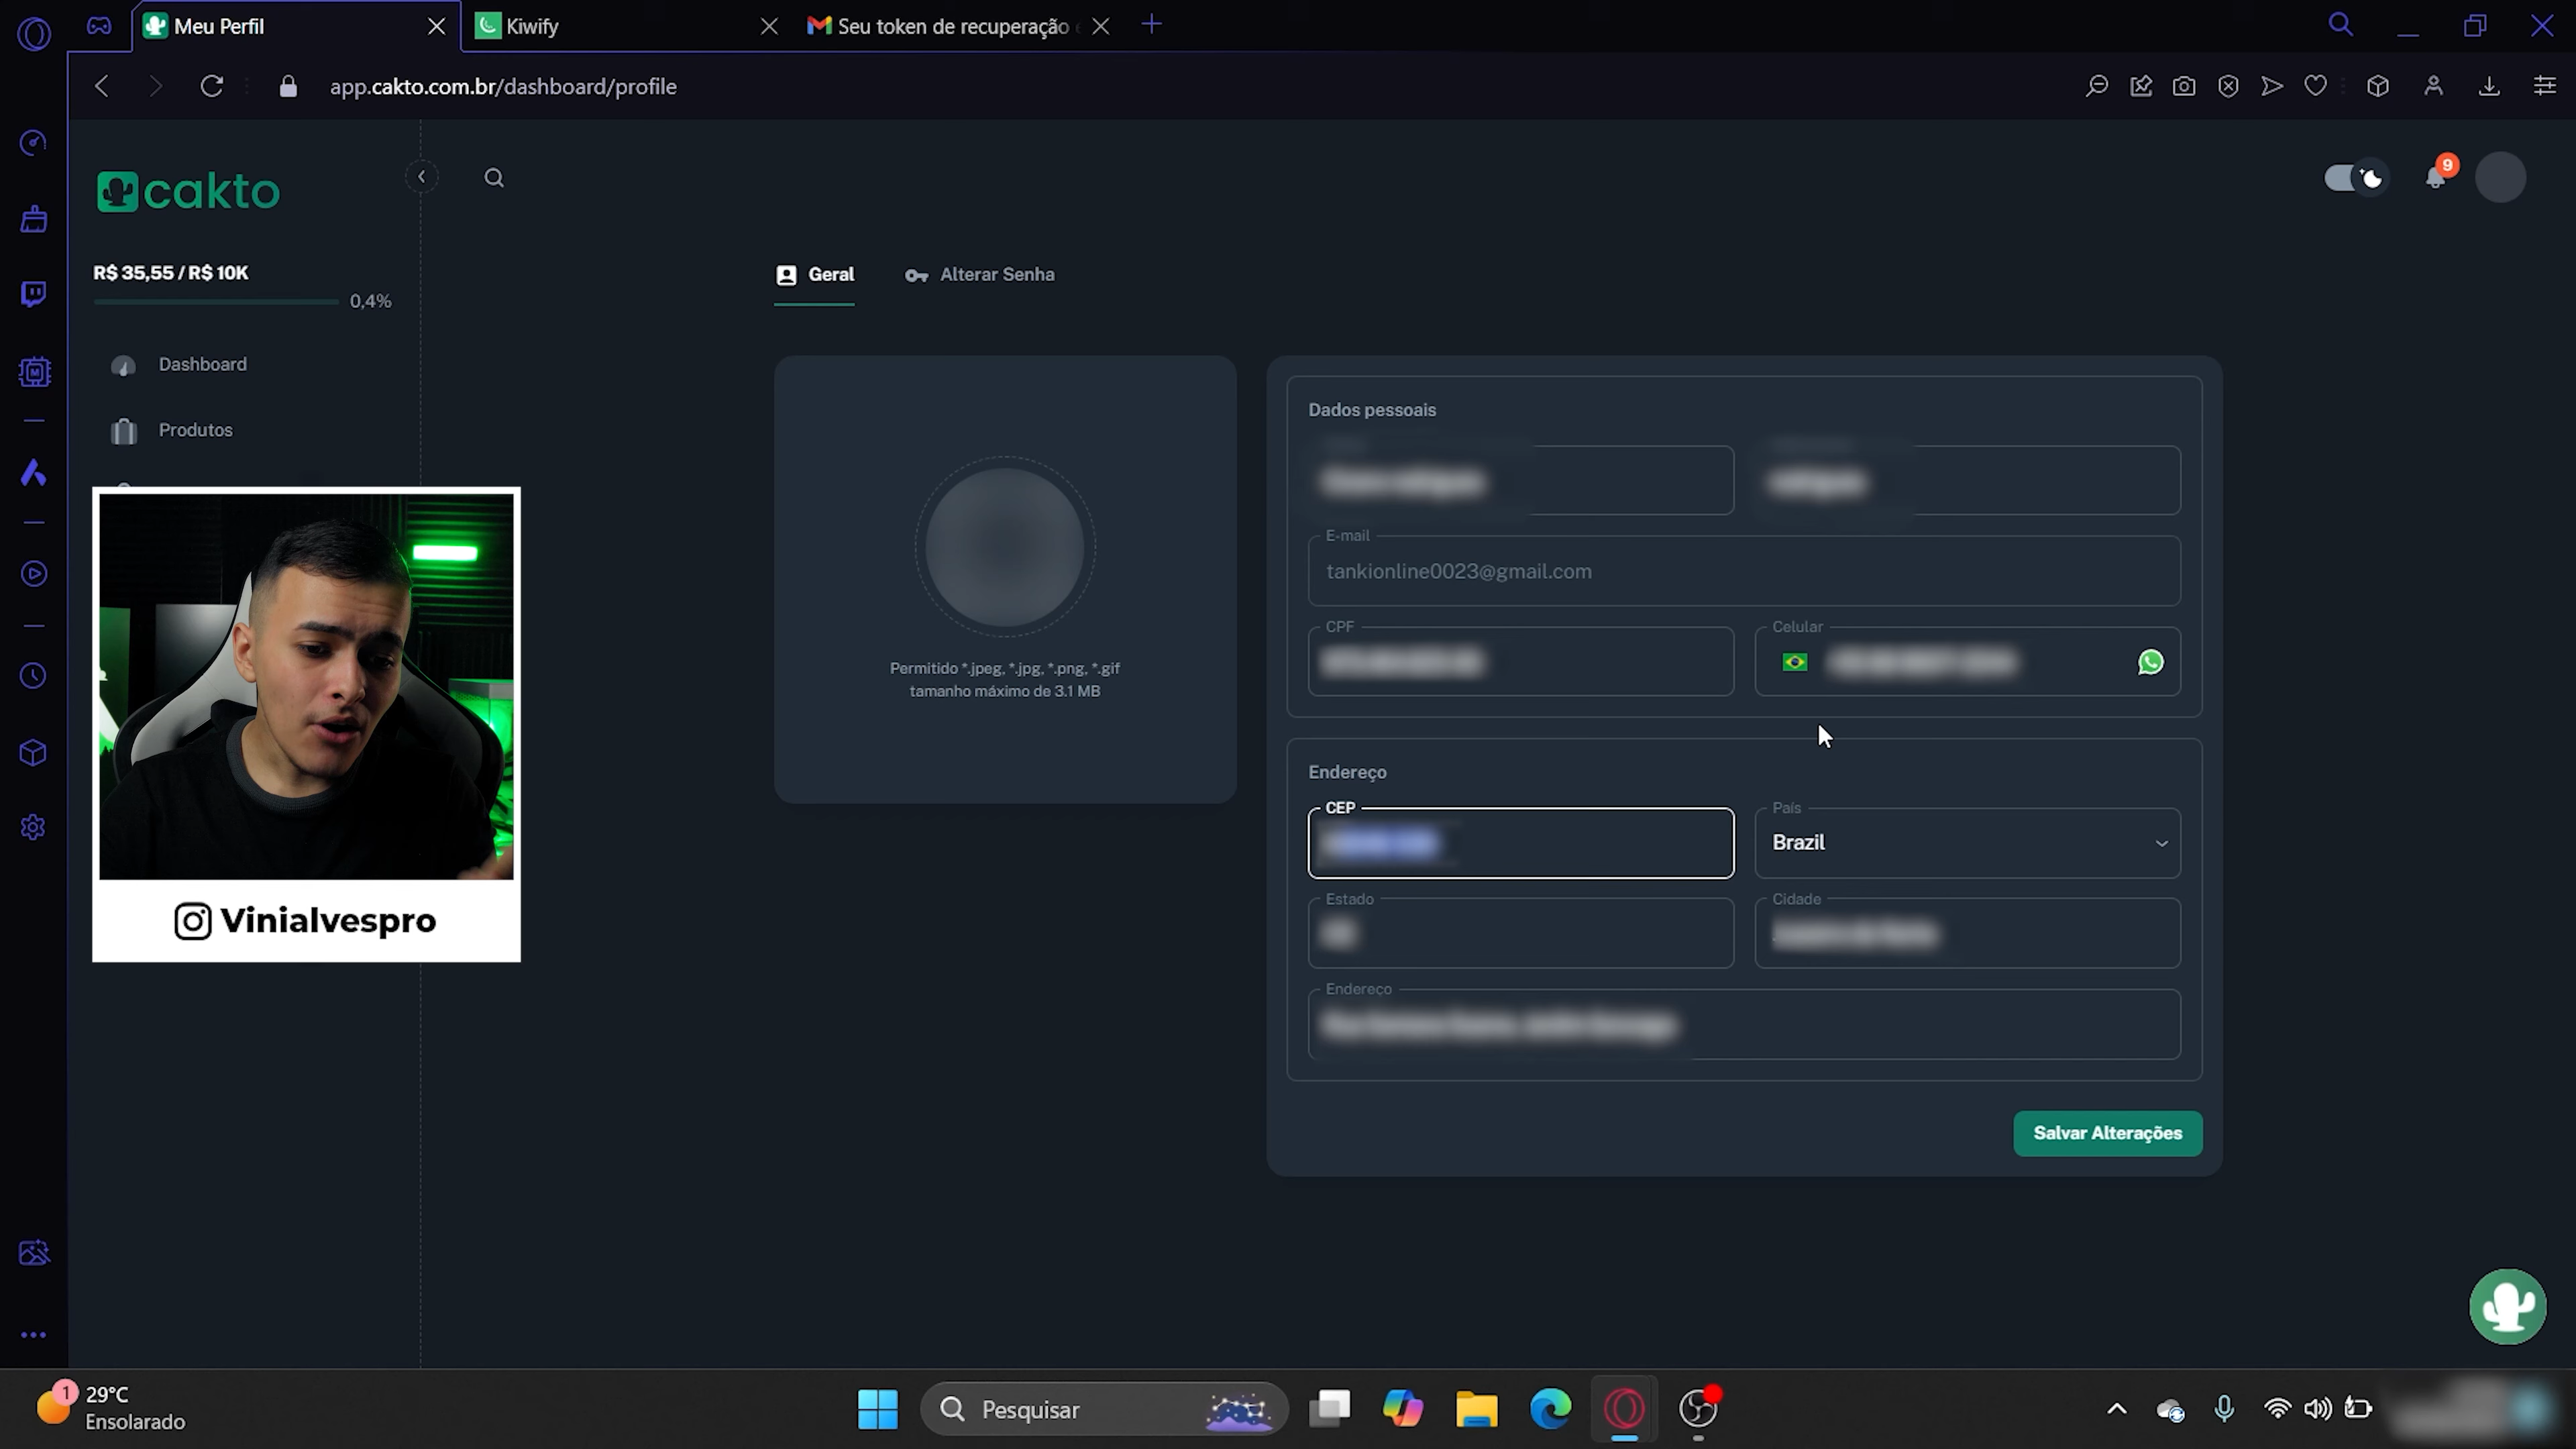 Meu Perfil
Kiwify
Seu token de recuperação
app.cakto.com.br/dashboard/profile
cakto
9
R$ 35,55 / R$ 10K
0,4%
Geral
Alterar Senha
Dashboard
Produtos
Permitido *.jpeg, *.jpg, *.png, *.gif
tamanho máximo de 3.1 MB
Dados pessoais
E-mail
tankionline0023@gmail.com
CPF
Celular
Endereço
CEP
País
Brazil
Estado
Cidade
Endereço
Salvar Alterações
Vinialvespro
1
29°C
Ensolarado
Pesquisar